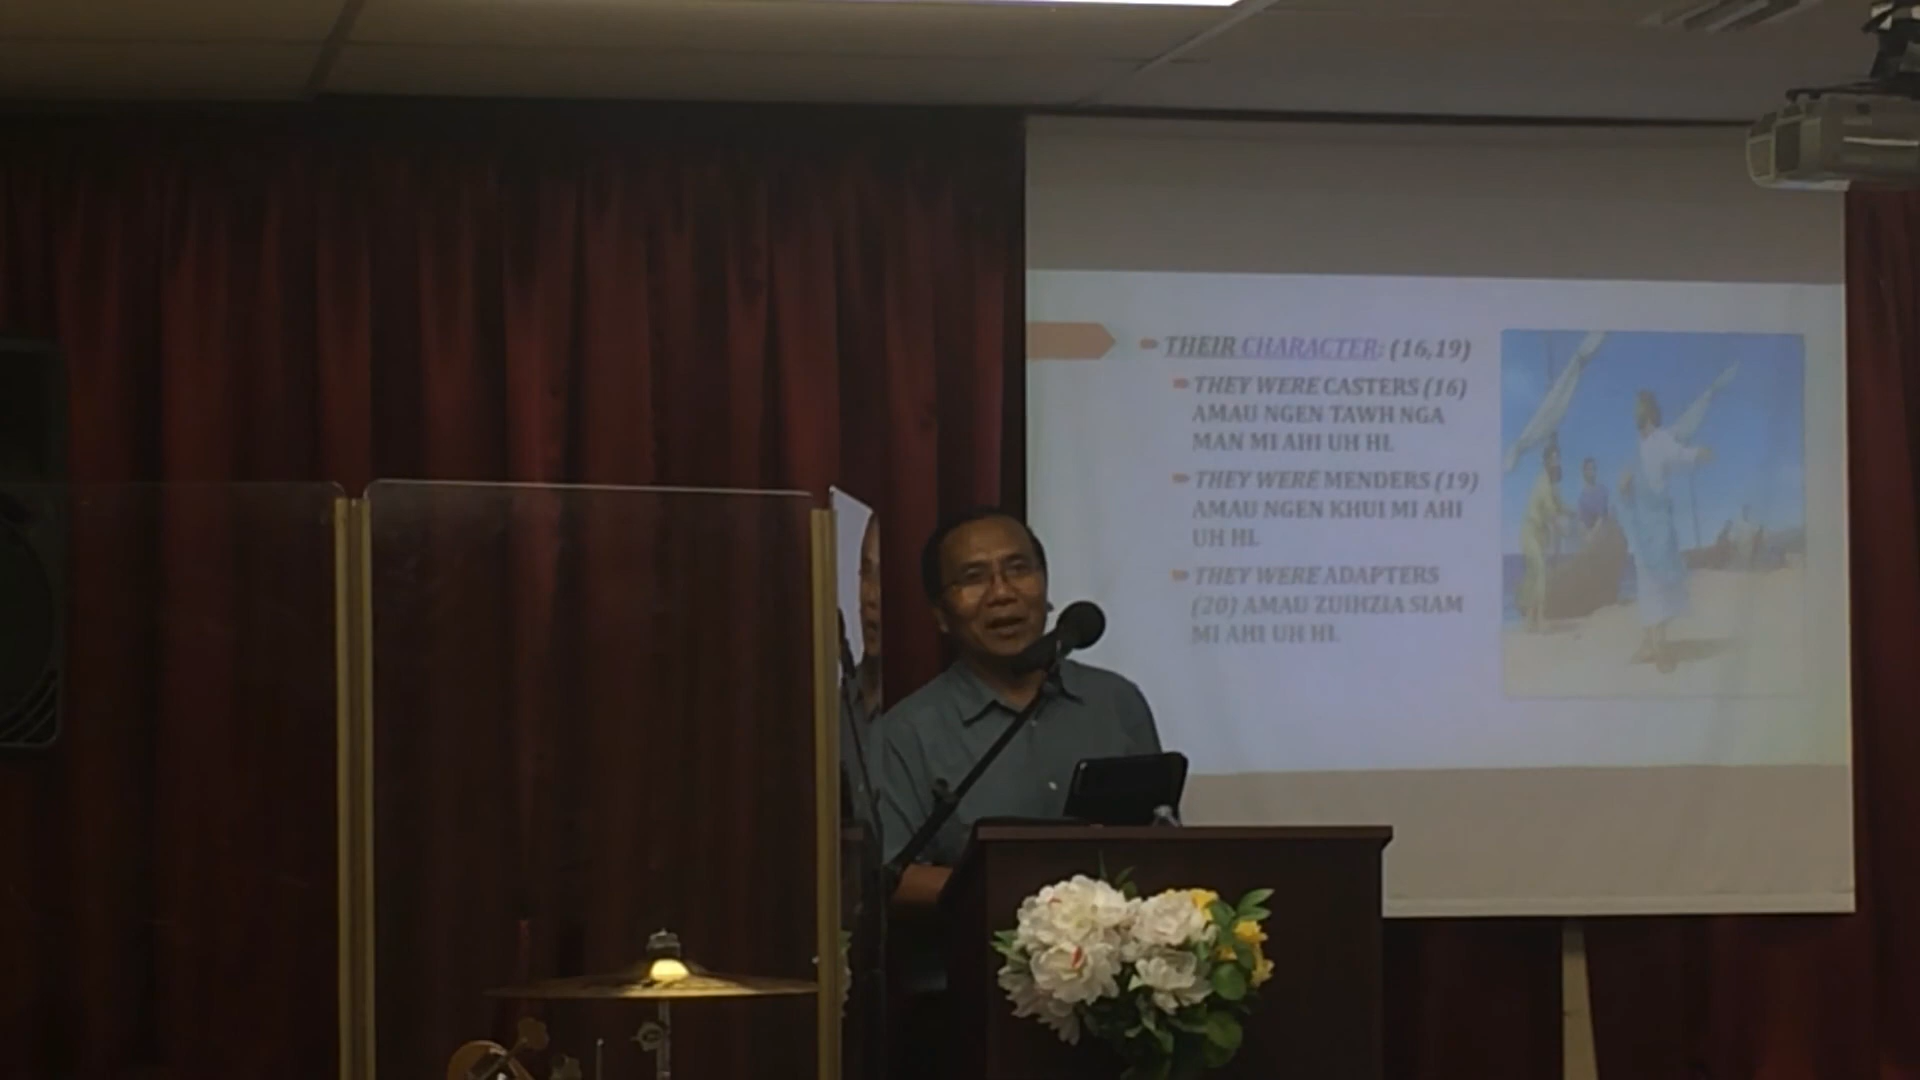 THEIR CHARACTER: (16,19)
THEY WERE CASTERS (16)
AMAU NGEN TAWH NGA
MAN MI AHI UH HI.
THEY WERE MENDERS (19)
AMAU NGEN KHUI MI AHI
UH HI.
THEY WERE ADAPTERS
(20) AMAU ZUIHZIA SIAM
MI AHI UH HI.